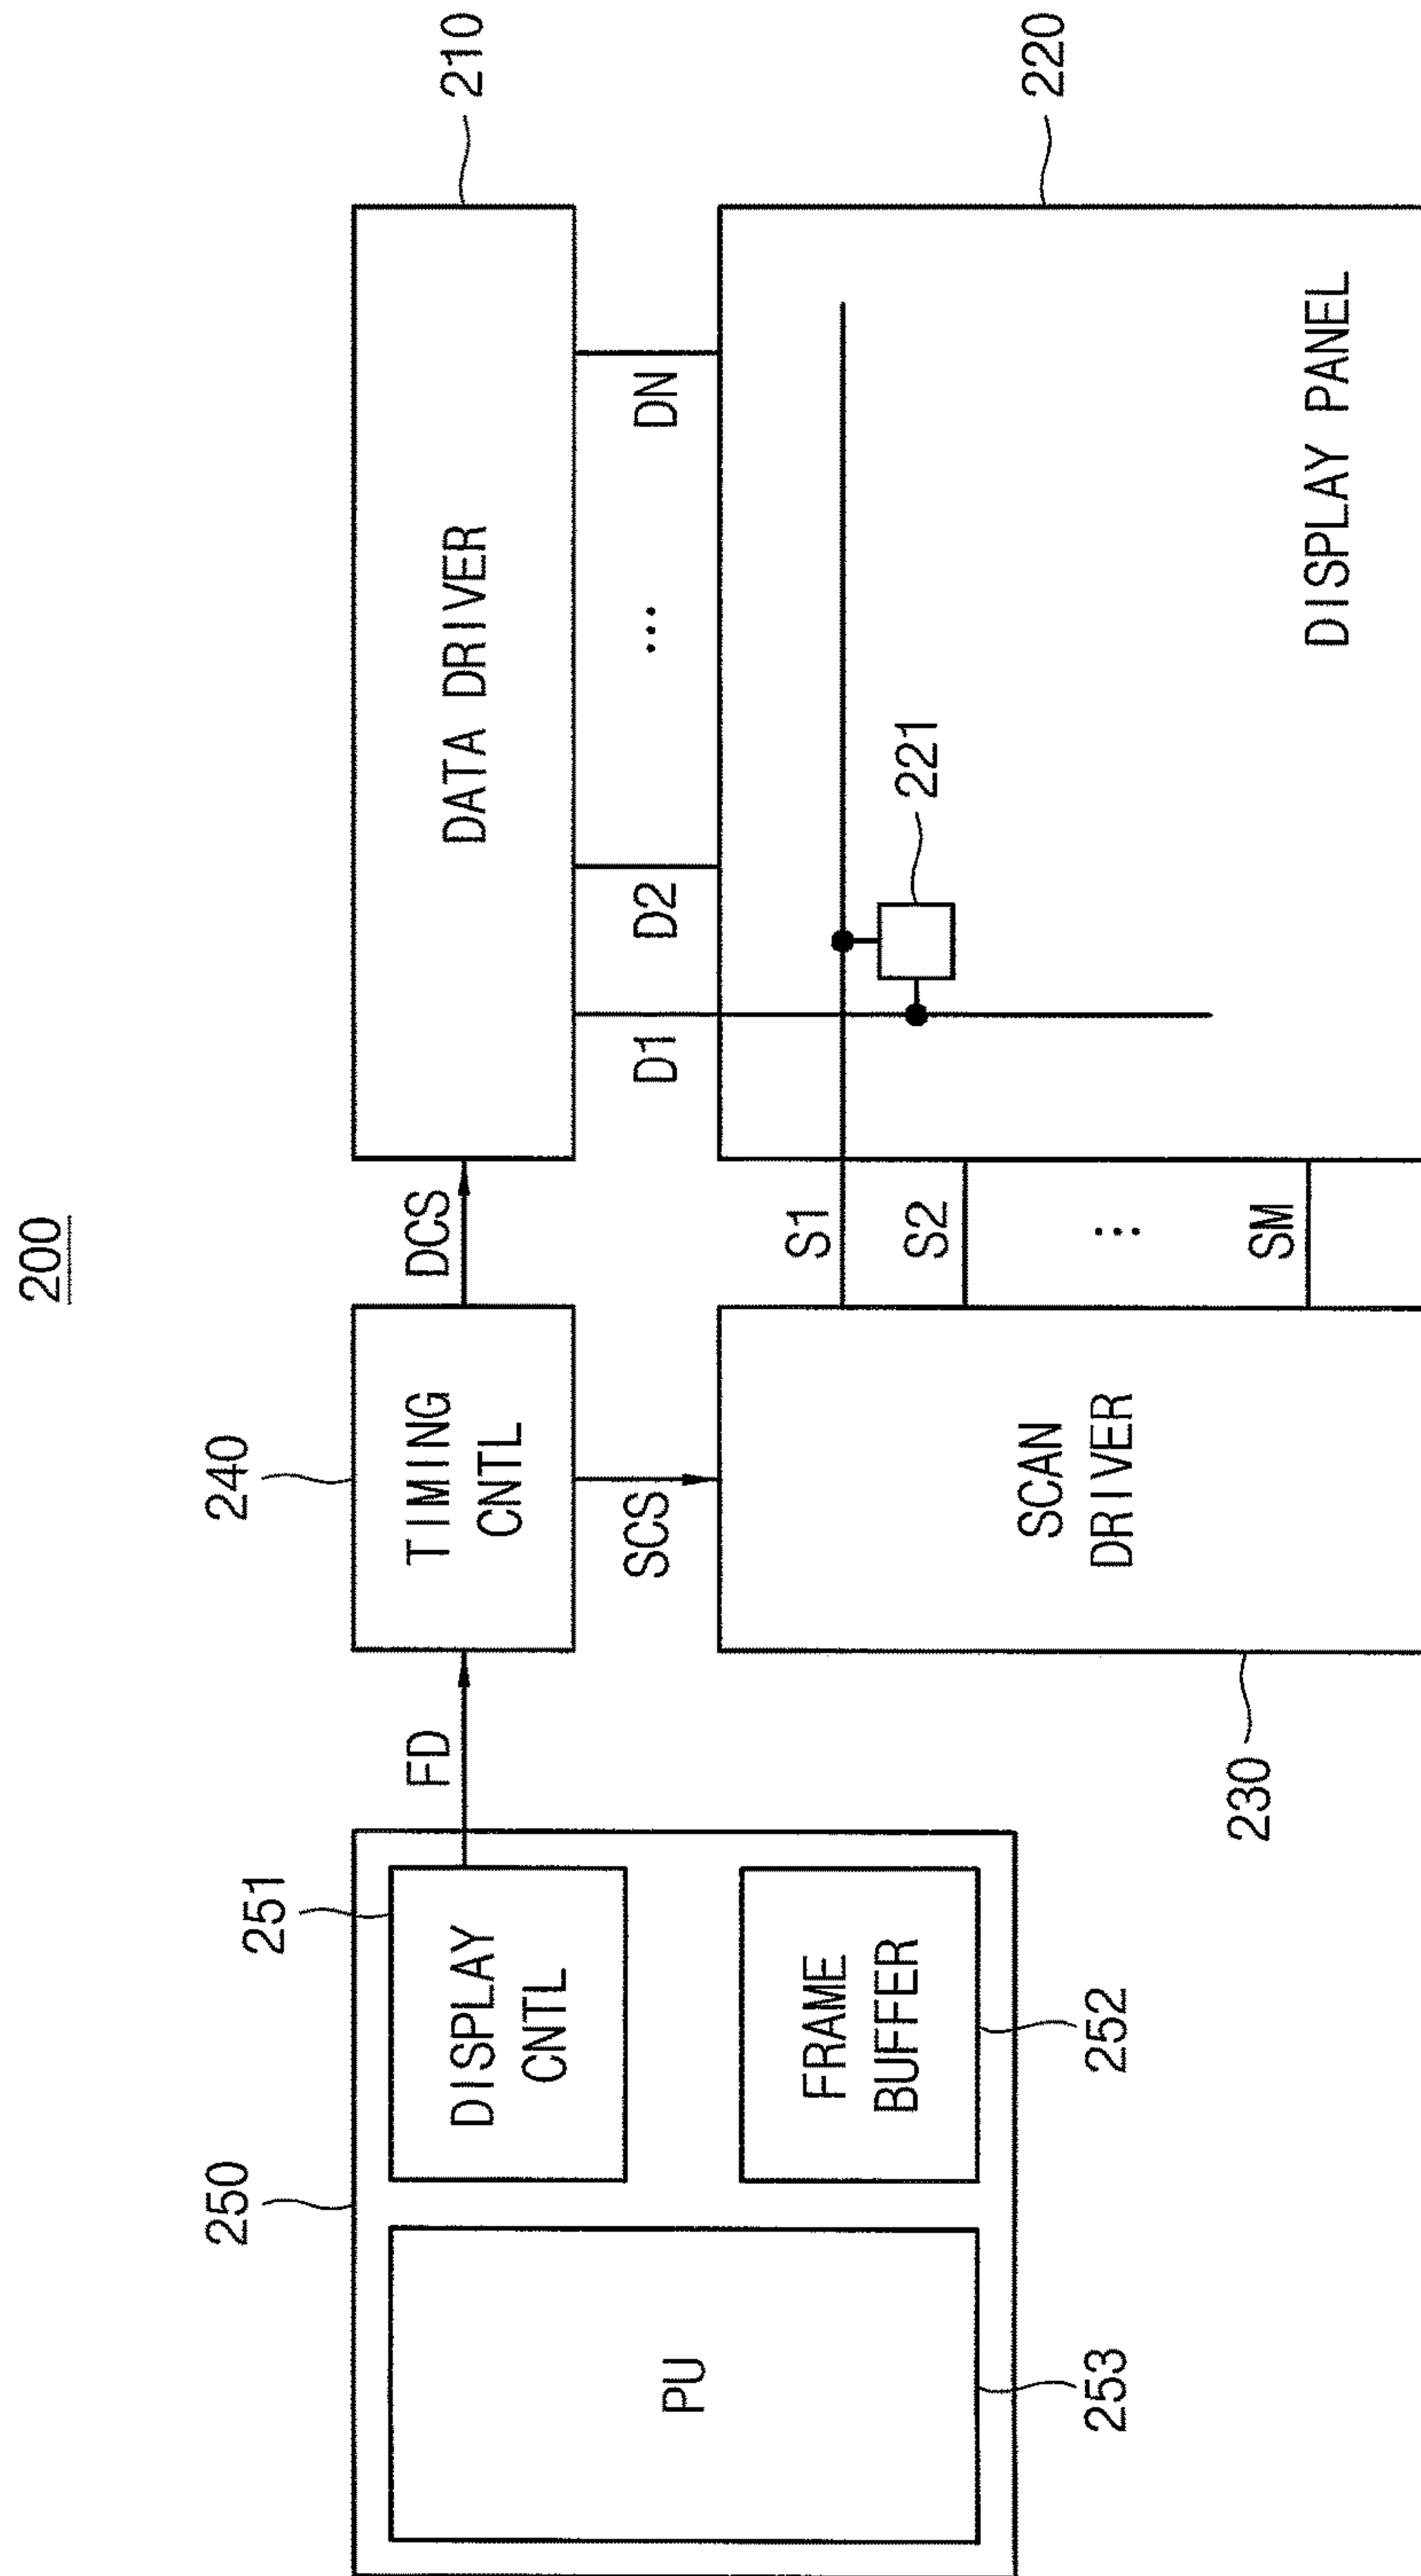 200
250
251
240
210
DISPLAY
CNTL
FD
TIMING
CNTL
DCS
DATA DRIVER
PU
FRAME
BUFFER
SCS
D1
D2
...
DN
253
252
230
SCAN
DRIVER
S1
S2
...
SM
221
DISPLAY PANEL
220